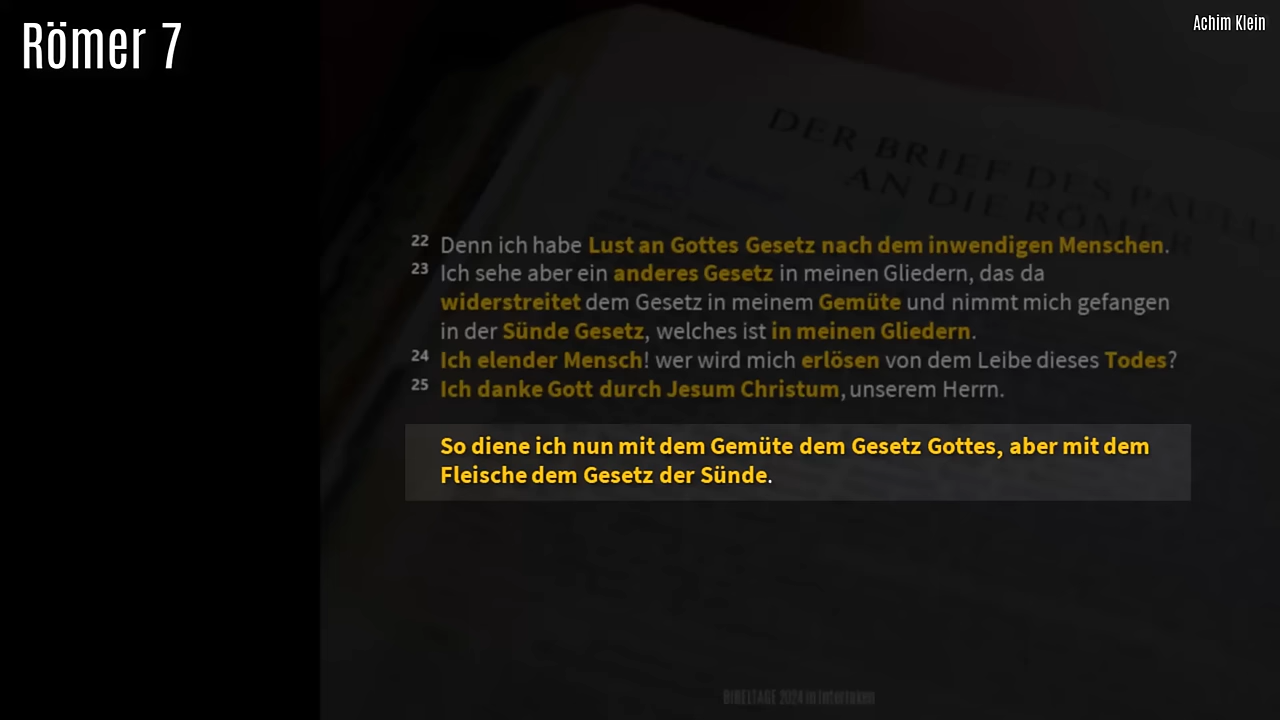 Römer 7
Achim Klein
DER BRIEF DES PAULUS
AN DIE RÖMER
22 Denn ich habe Lust an Gottes Gesetz nach dem inwendigen Menschen.
23 Ich sehe aber ein anderes Gesetz in meinen Gliedern, das da
widerstreitet dem Gesetz in meinem Gemüte und nimmt mich gefangen
in der Sünde Gesetz, welches ist in meinen Gliedern.
24 Ich elender Mensch! wer wird mich erlösen von dem Leibe dieses Todes?
25 Ich danke Gott durch Jesum Christum, unserem Herrn.
So diene ich nun mit dem Gemüte dem Gesetz Gottes, aber mit dem
Fleische dem Gesetz der Sünde.
BIBELTAGE 2024 in Interlaken